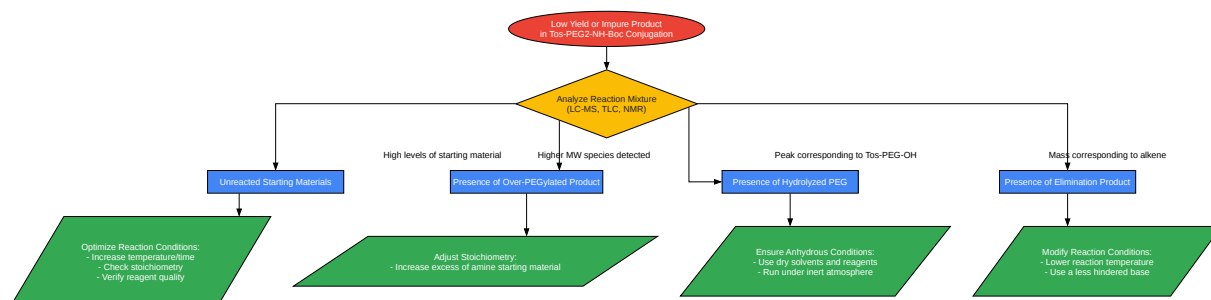 Low Yield or Impure Product
in Tos-PEG2-NH-Boc Conjugation
Analyze Reaction Mixture
(LC-MS, TLC, NMR)
High levels of starting material
Higher MW species detected
Peak corresponding to Tos-PEG-OH
Mass corresponding to alkene
Unreacted Starting Materials
Presence of Over-PEGylated Product
Presence of Hydrolyzed PEG
Presence of Elimination Product
Optimize Reaction Conditions:
- Increase temperature/time
- Check stoichiometry
- Verify reagent quality
Adjust Stoichiometry:
- Increase excess of amine starting material
Ensure Anhydrous Conditions:
- Use dry solvents and reagents
- Run under inert atmosphere
Modify Reaction Conditions:
- Lower reaction temperature
- Use a less hindered base